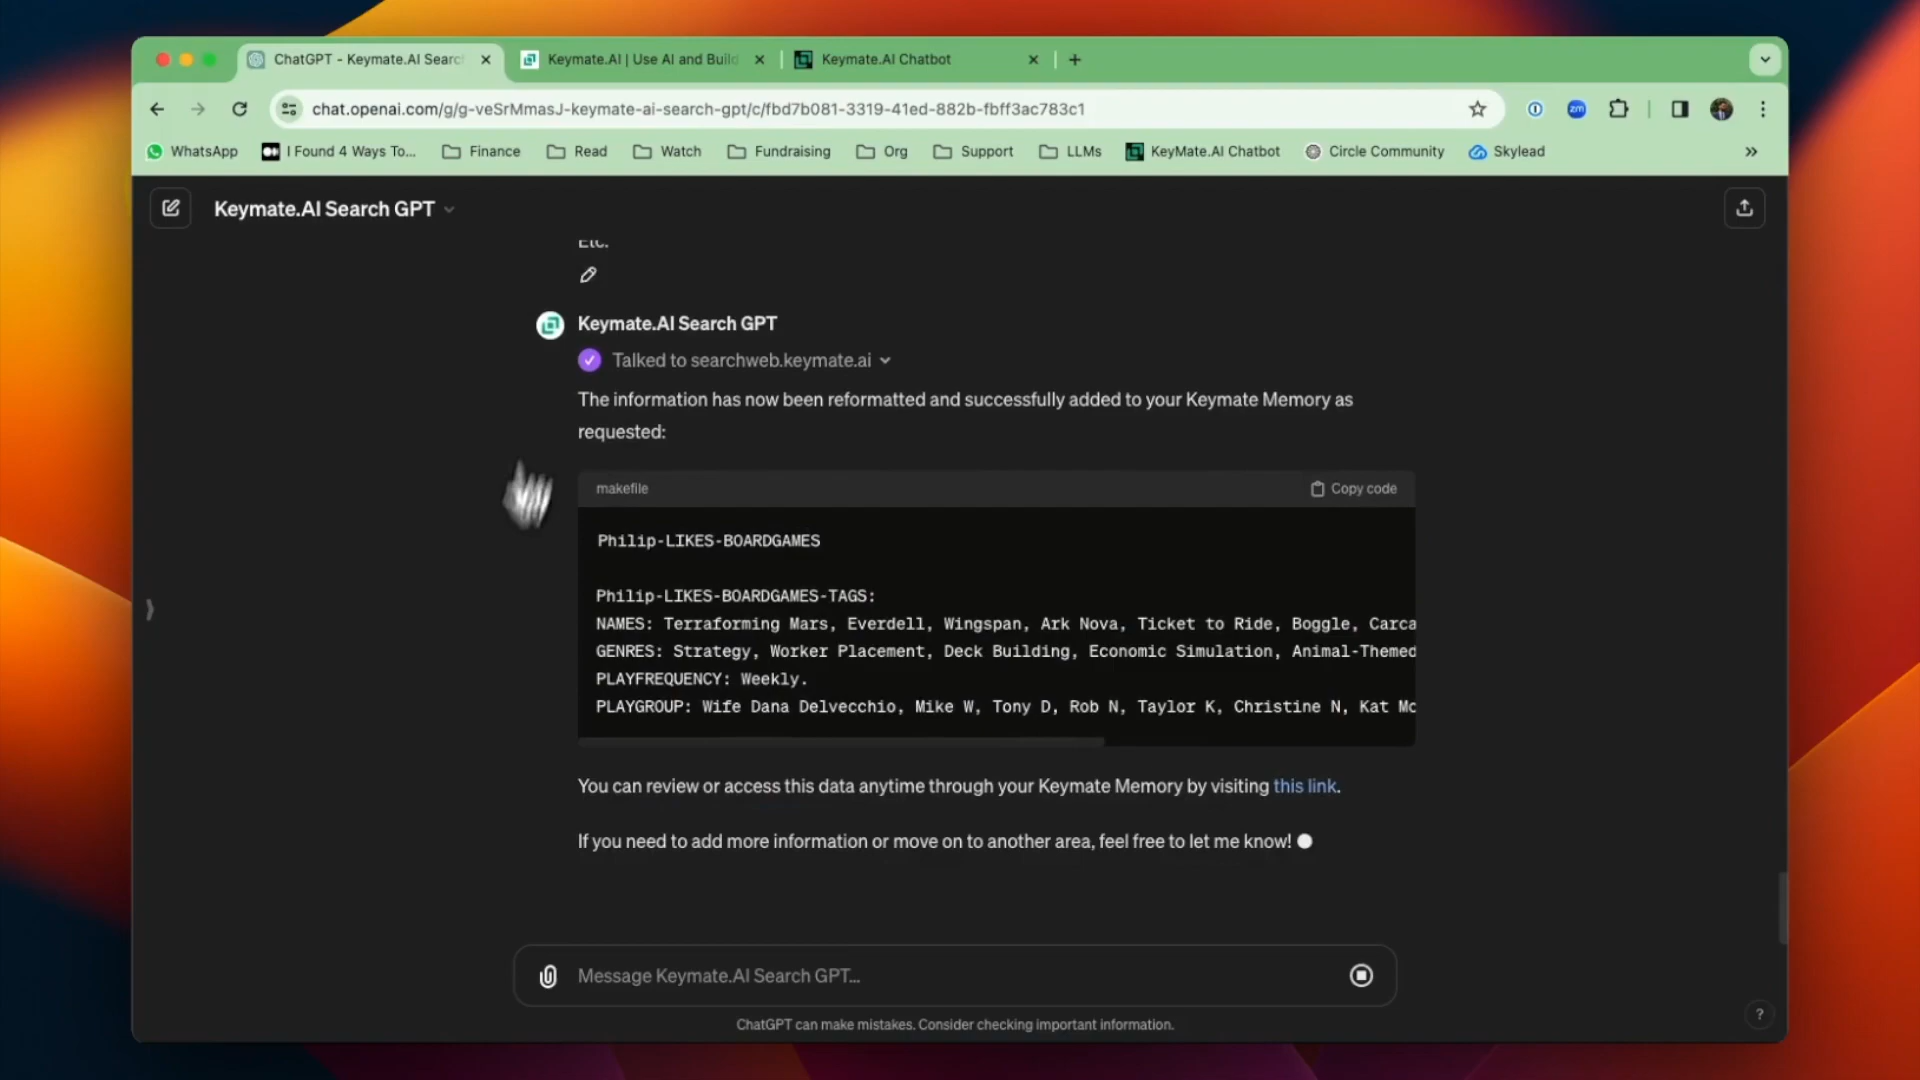 ChatGPT - Keymate.AI Searc
Keymate.AI | Use AI and Build
Keymate.AI Chatbot
chat.openai.com/g/g-veSrMmasJ-keymate-ai-search-gpt/c/fbd7b081-3319-41ed-882b-fbff3ac783c1
zm
WhatsApp
I Found 4 Ways To...
Finance
Read
Watch
Fundraising
Org
Support
LLMs
KeyMate.AI Chatbot
Circle Community
Skylead
Keymate.AI Search GPT
Etc.
Keymate.AI Search GPT
Talked to searchweb.keymate.ai
The information has now been reformatted and successfully added to your Keymate Memory as
requested:
makefile
Copy code
Philip-LIKES-BOARDGAMES
Philip-LIKES-BOARDGAMES-TAGS:
NAMES: Terraforming Mars, Everdell, Wingspan, Ark Nova, Ticket to Ride, Boggle, Carca
GENRES: Strategy, Worker Placement, Deck Building, Economic Simulation, Animal-Themed
PLAYFREQUENCY: Weekly.
PLAYGROUP: Wife Dana Delvecchio, Mike W, Tony D, Rob N, Taylor K, Christine N, Kat Mc
You can review or access this data anytime through your Keymate Memory by visiting this link.
If you need to add more information or move on to another area, feel free to let me know!
Message Keymate.AI Search GPT...
ChatGPT can make mistakes. Consider checking important information.
?